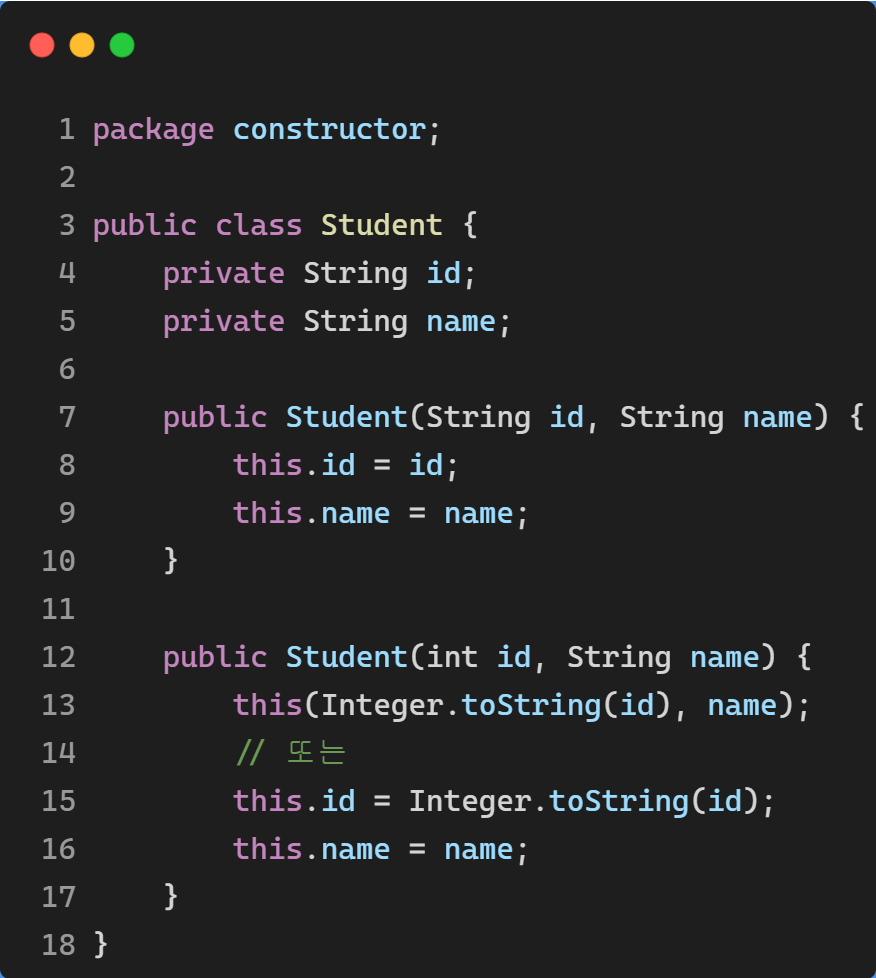 1 package constructor;
2
3 public class Student {
4     private String id;
5     private String name;
6
7     public Student(String id, String name) {
8         this.id = id;
9         this.name = name;
10     }
11
12     public Student(int id, String name) {
13         this(Integer.toString(id), name);
14         // 또는
15         this.id = Integer.toString(id);
16         this.name = name;
17     }
18 }